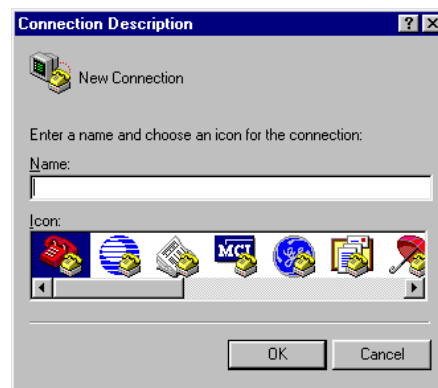 Connection Description
New Connection
Enter a name and choose an icon for the connection:
Name:
Icon:
MCI
OK
Cancel